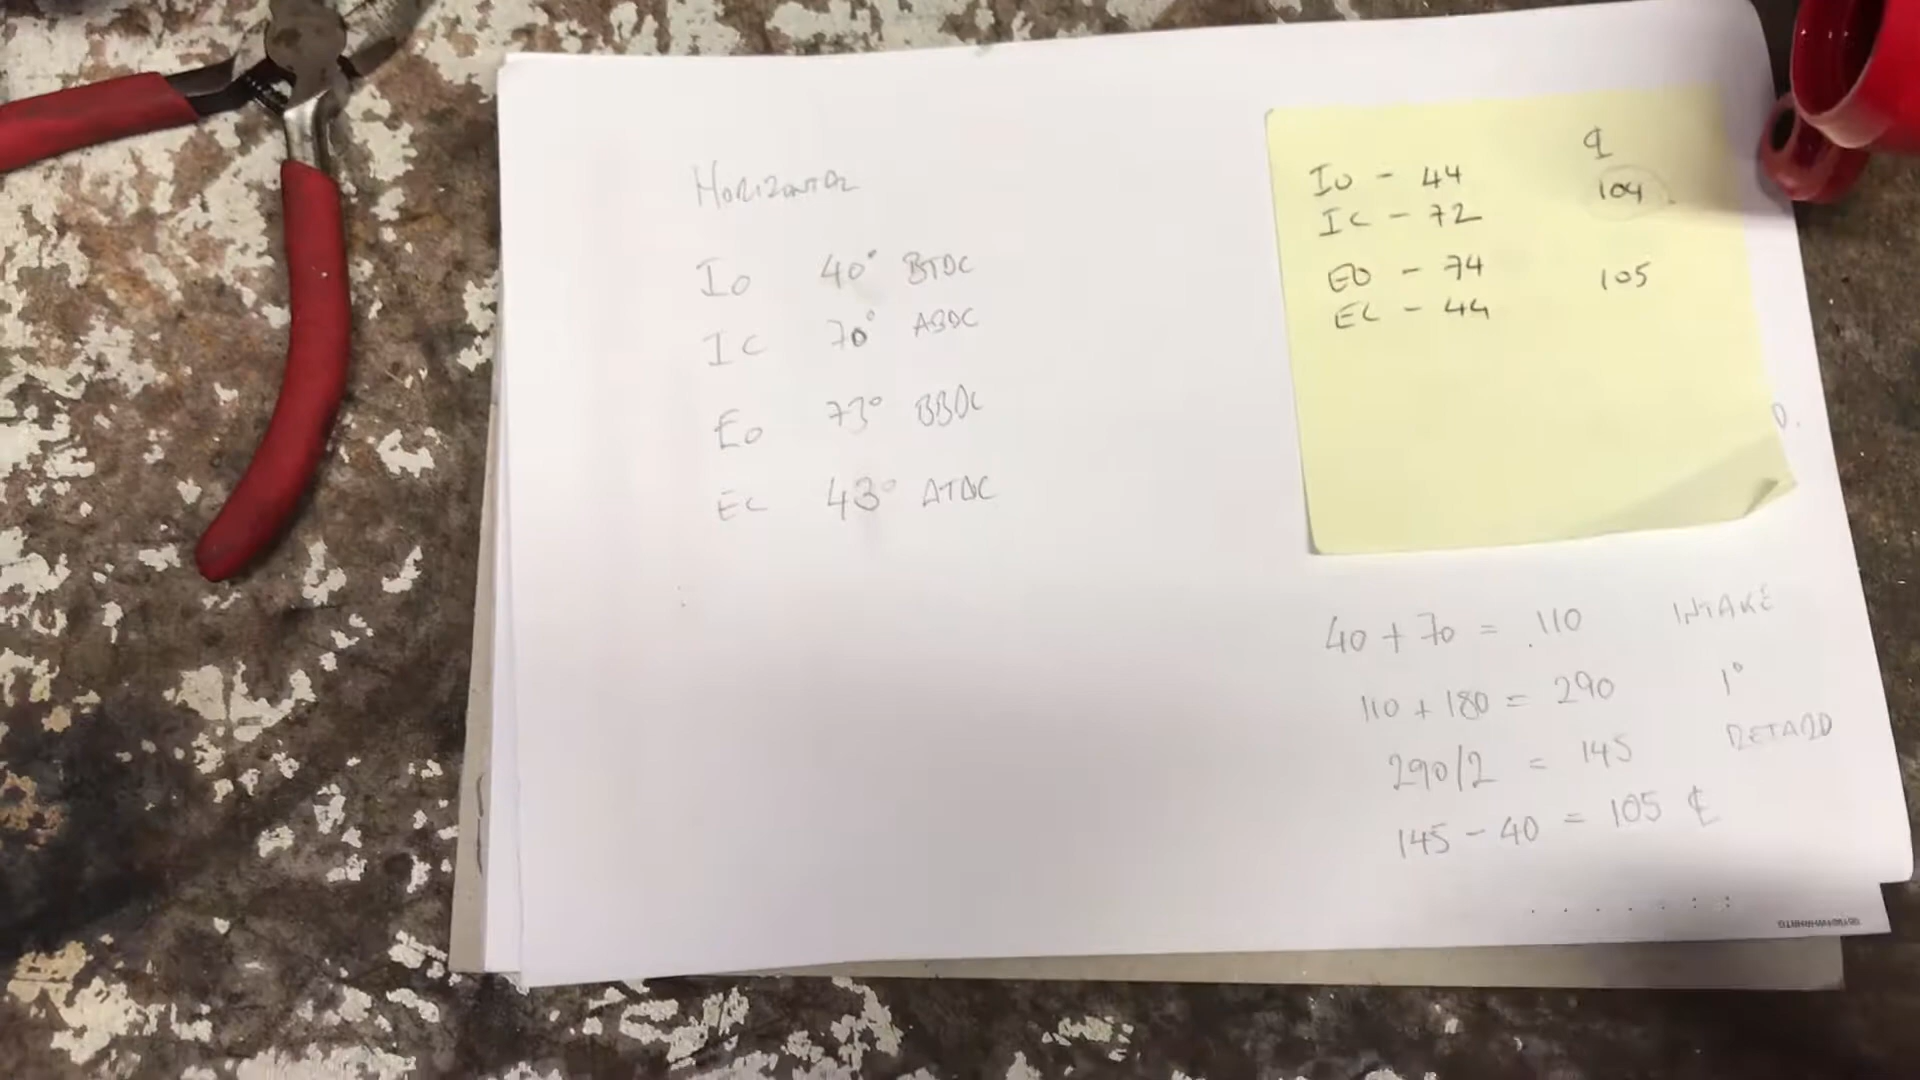 HORIZONTAL
IO 40° BTDC
IC 70° ABDC
EO 73° BBDC
EC 43° ATDC
℄
IO - 44 104
IC - 72
EO - 74 105
EC - 44
D.
40 + 70 = 110 INTAKE
110 + 180 = 290 1°
290/2 = 145 RETARD
145 - 40 = 105 ℄